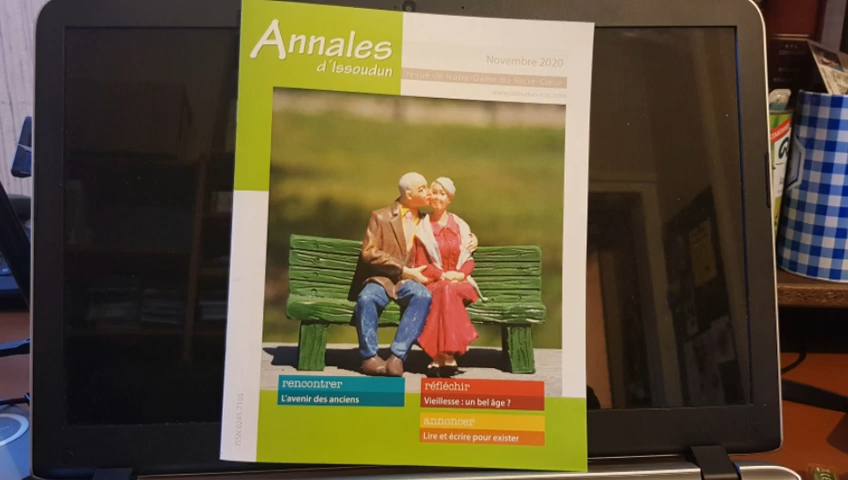 Annales
d'Issoudun
Novembre 2020
revue de Notre-Dame du Sacré-Cœur
rencontrer
L'avenir des anciens
réfléchir
Vieillesse : un bel âge ?
annoncer
Lire et écrire pour exister